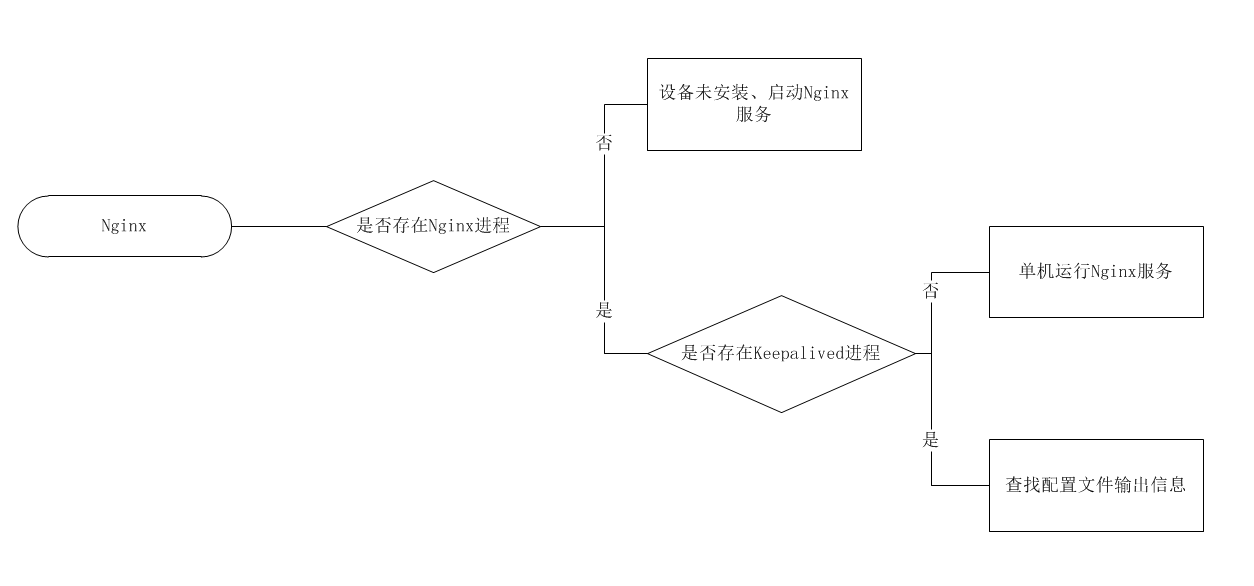 设备未安装、启动Nginx
服务
否
Nginx
是否存在Nginx进程
单机运行Nginx服务
否
是
是否存在Keepalived进程
是
查找配置文件输出信息